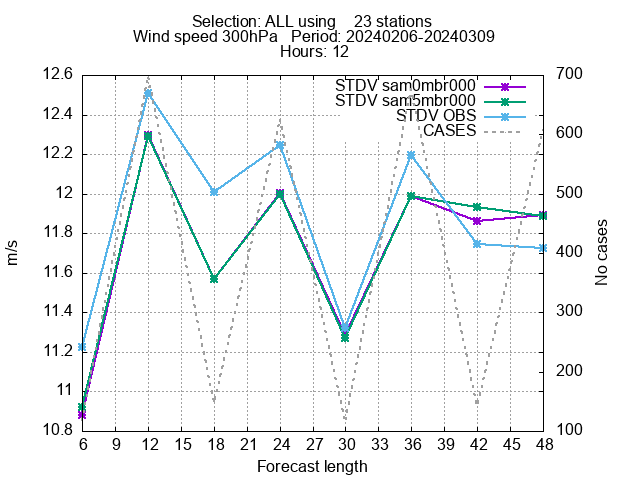 Selection: ALL using    23 stations
Wind speed 300hPa   Period: 20240206-20240309
Hours: 12
12.6
12.4
12.2
12
11.8
11.6
11.4
11.2
11
10.8
m/s
STDV sam0mbr000
STDV sam5mbr000
STDV OBS
CASES
700
600
500
400
300
200
100
No cases
6 9 12 15 18 21 24 27 30 33 36 39 42 45 48
Forecast length